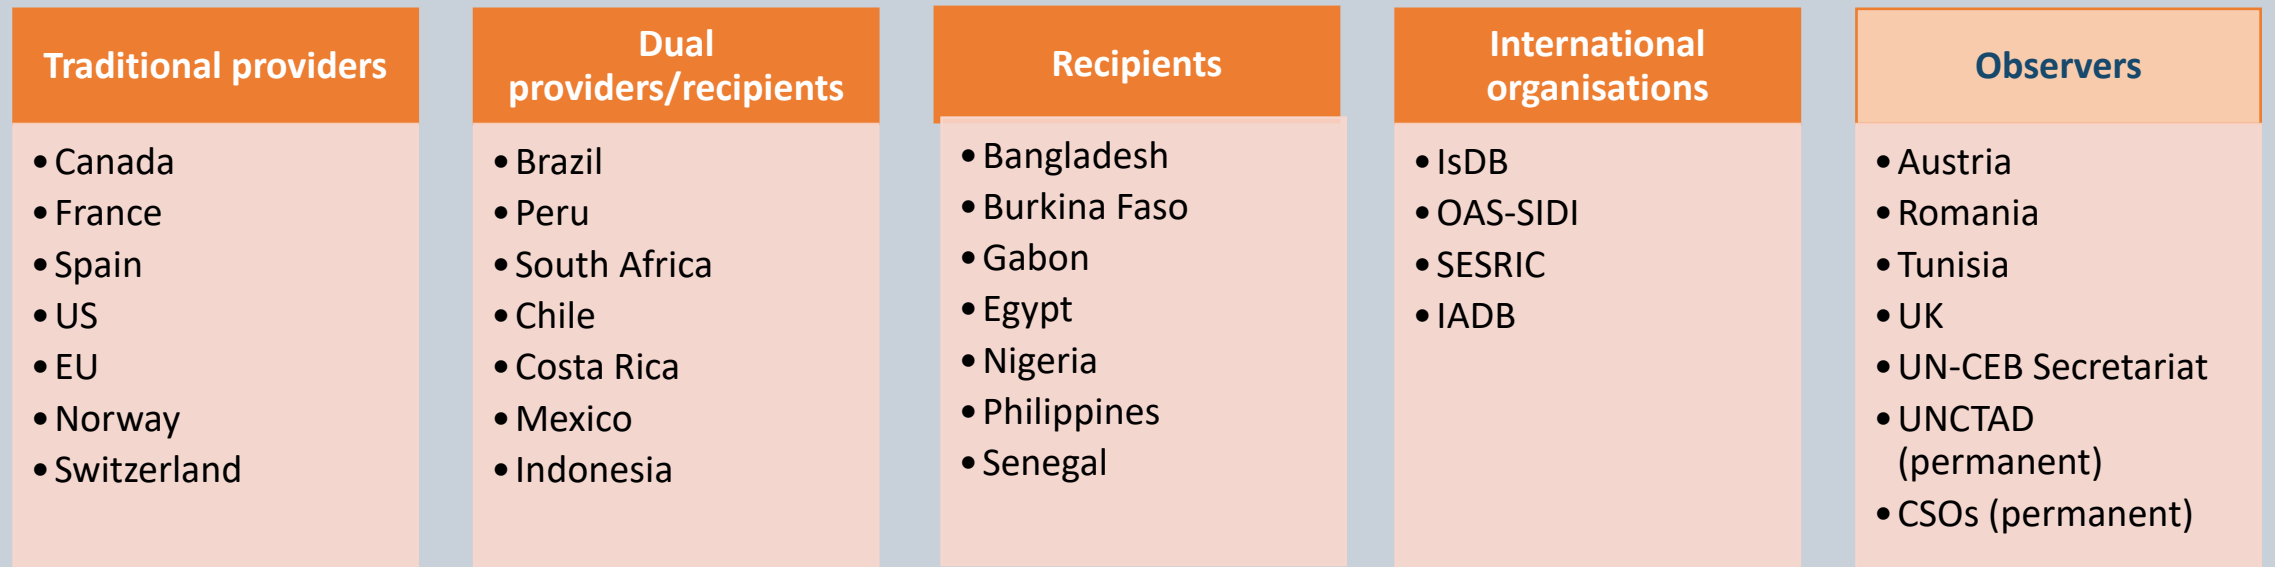 Traditional providers
• Canada
• France
• Spain
• US
• EU
• Norway
• Switzerland
Dual
providers/recipients
• Brazil
• Peru
• South Africa
• Chile
• Costa Rica
• Mexico
• Indonesia
Recipients
• Bangladesh
• Burkina Faso
• Gabon
• Egypt
• Nigeria
• Philippines
• Senegal
International
organisations
• IsDB
• OAS-SIDI
• SESRIC
• IADB
Observers
• Austria
• Romania
• Tunisia
• UK
• UN-CEB Secretariat
• UNCTAD
(permanent)
• CSOs (permanent)